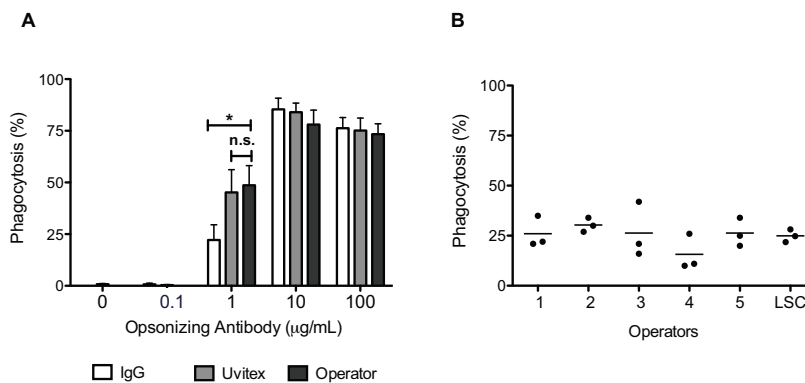 A
Phagocytosis (%)
100
75
50
25
0
*
n.s.
0 0.1 1 10 100
Opsonizing Antibody (μg/mL)
IgG Uvitex Operator
B
Phagocytosis (%)
100
75
50
25
0
1 2 3 4 5 LSC
Operators